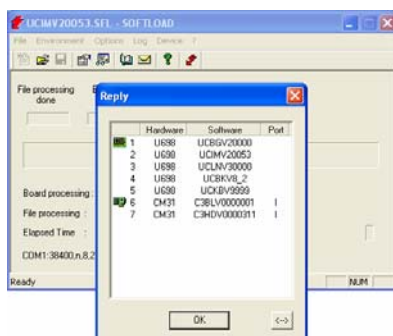 UCIMV20053.SFL - SOFTLOAD
File Environment Options Log Device ?
File processing
done
Reply
Hardware Software Port
1 U698 UCBGV20000
2 U698 UCIMV20053
3 U698 UCLNV30000
4 U698 UCBKV8_2
5 U698 UCKBV9999
6 CM31 C3BLV0000001 I
7 CM31 C3HDV0000311 I
Board processing :
File processing :
Elapsed Time :
COM1:38400,n,8,2
OK
<-->
Ready NUM